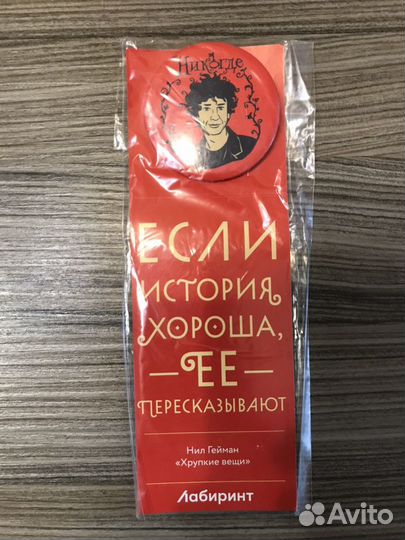 Никогде
ЕСЛИ
ИСТОРИЯ
ХОРОША,
— ЕЕ —
ПЕРЕСКАЗЫВАЮТ
Нил Гейман
«Хрупкие вещи»
Лабиринт
Avito